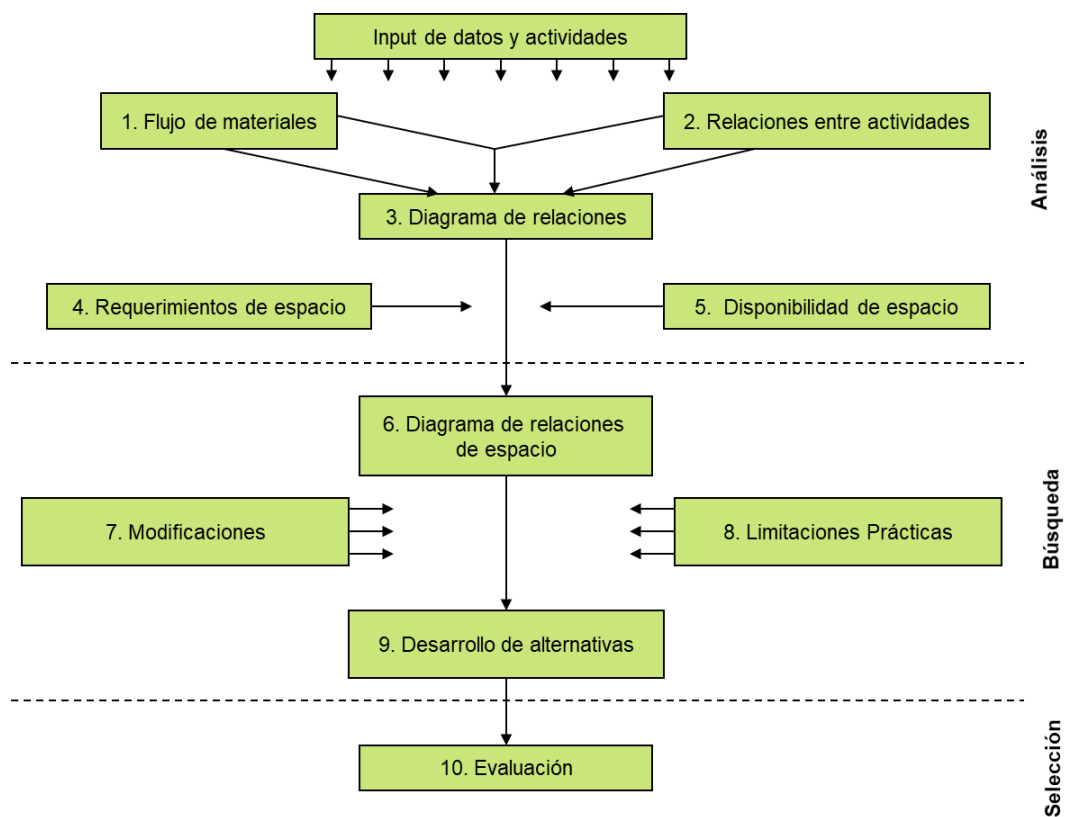 Input de datos y actividades
1. Flujo de materiales
2. Relaciones entre actividades
Análisis
3. Diagrama de relaciones
4. Requerimientos de espacio
5. Disponibilidad de espacio
6. Diagrama de relaciones
de espacio
Búsqueda
7. Modificaciones
8. Limitaciones Prácticas
9. Desarrollo de alternativas
Selección
10. Evaluación